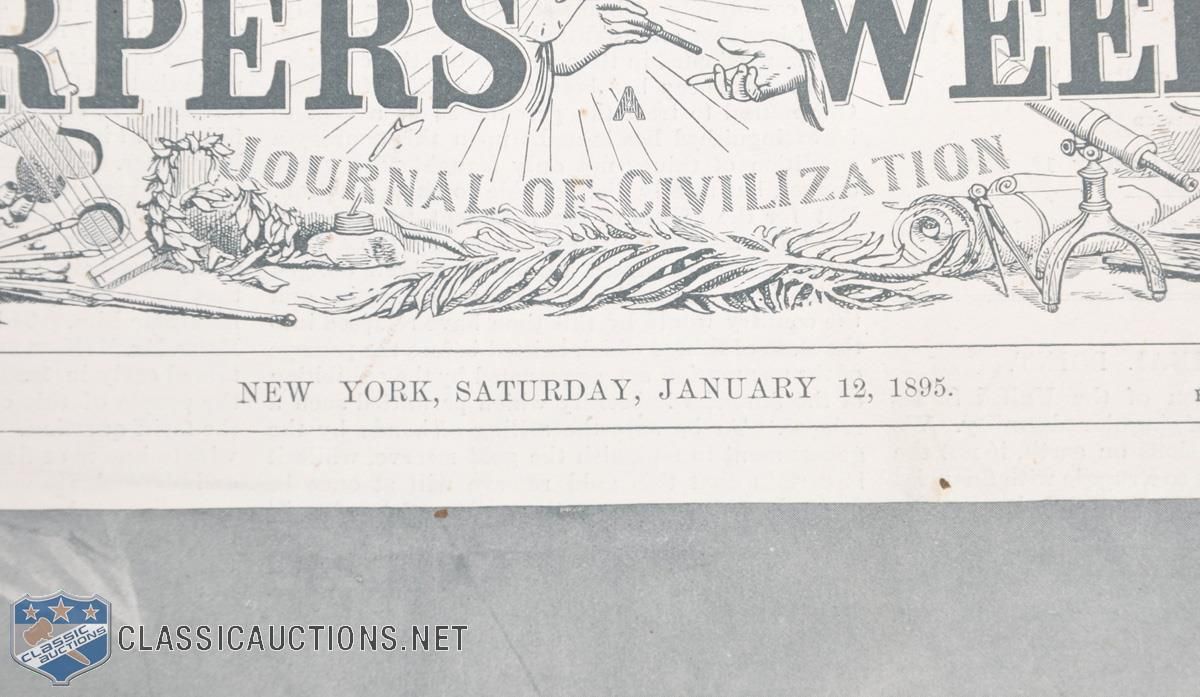 RPERS WEE
A
JOURNAL OF CIVILIZATION
NEW YORK, SATURDAY, JANUARY 12, 1895.
CLASSIC
AUCTIONS
CLASSICAUCTIONS.NET